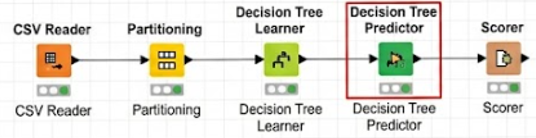 CSV Reader
Partitioning
Decision Tree
Learner
Decision Tree
Predictor
Scorer
CSV Reader
Partitioning
Decision Tree
Learner
Decision Tree
Predictor
Scorer